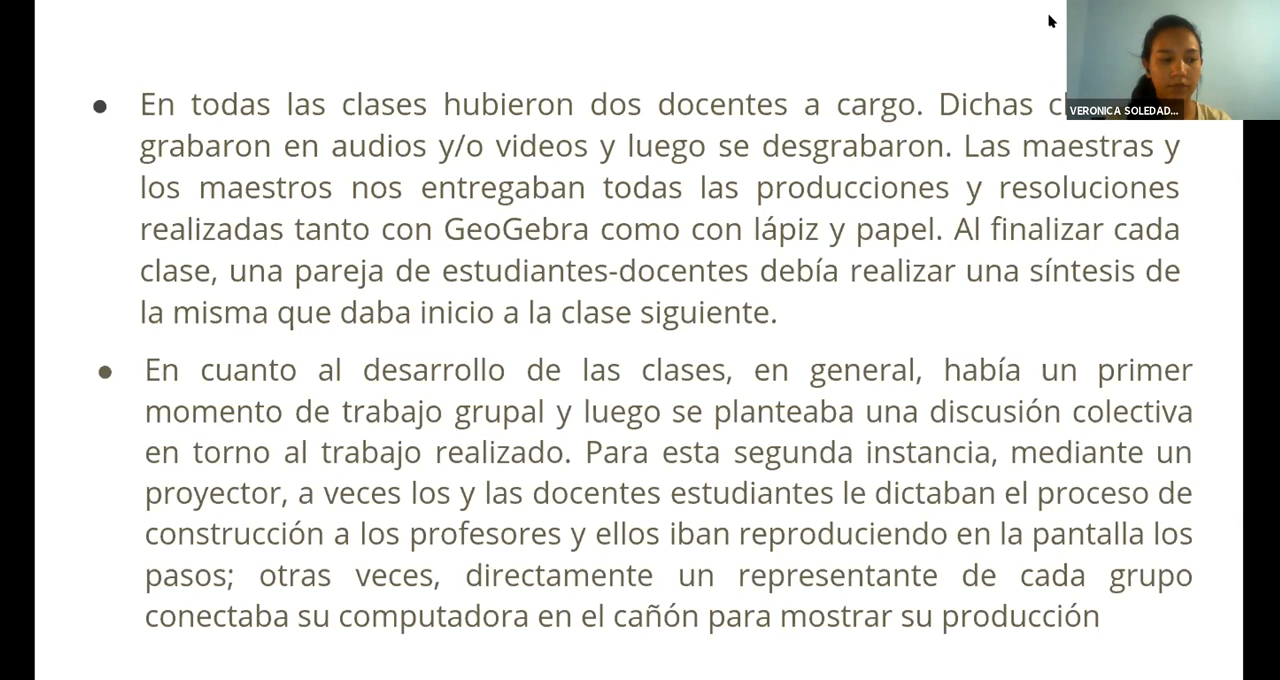 En todas las clases hubieron dos docentes a cargo. Dichas
VERONICA SOLEDAD...
grabaron en audios y/o videos y luego se desgrabaron. Las maestras y
los maestros nos entregaban todas las producciones y resoluciones
realizadas tanto con GeoGebra como con lápiz y papel. Al finalizar cada
clase, una pareja de estudiantes-docentes debía realizar una síntesis de
la misma que daba inicio a la clase siguiente.
En cuanto al desarrollo de las clases, en general, había un primer
momento de trabajo grupal y luego se planteaba una discusión colectiva
en torno al trabajo realizado. Para esta segunda instancia, mediante un
proyector, a veces los y las docentes estudiantes le dictaban el proceso de
construcción a los profesores y ellos iban reproduciendo en la pantalla los
pasos; otras veces, directamente un representante de cada grupo
conectaba su computadora en el cañón para mostrar su producción